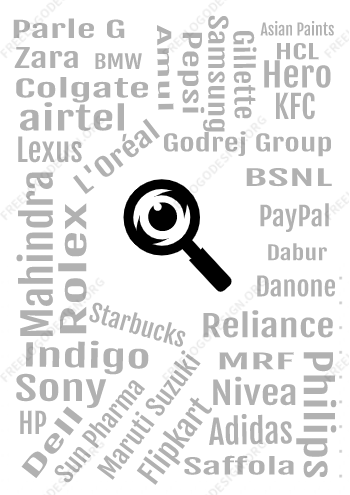 Parle G
Zara
BMW
Colgate
airtel
Lexus
Amul
Pepsi
Samsung
Gillette
Asian Paints
HCL
Hero
KFC
L'Oréal
Godrej Group
BSNL
PayPal
Dabur
Danone
Mahindra
Rolex
Starbucks
Reliance
Indigo
Sony
HP
Dell
Sun Pharma
Maruti Suzuki
Flipkart
MRF
Nivea
Adidas
Saffola
Philips